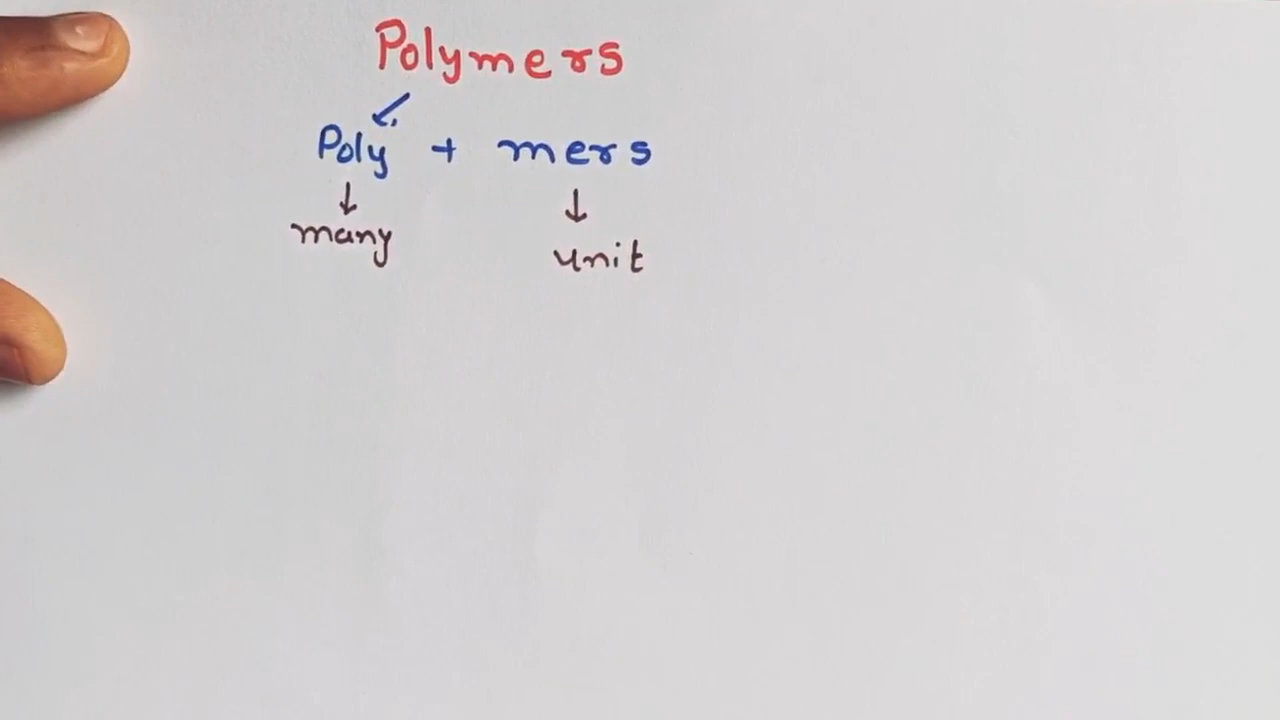 Polymers
↙
Poly + mers
↓ ↓
many unit